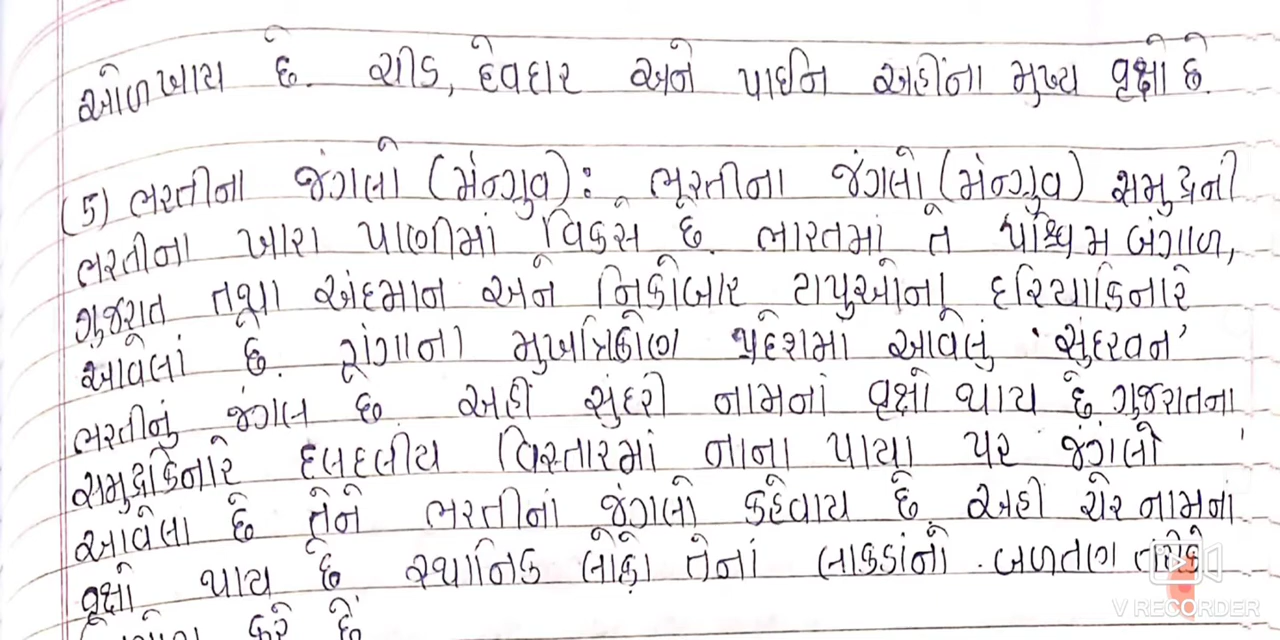 ઓળખાય છે. ચીડ, દેવદાર અને પાઈન અહીંના મુખ્ય વૃક્ષો છે.
(5) ભરતીના જંગલો (મેન્ગ્રુવ): ભરતીના જંગલો (મેન્ગ્રુવ) સમુદ્રની
ભરતીના ખારા પાણીમાં વિકસે છે. ભારતમાં તે પશ્ચિમ બંગાળ,
ગુજરાત તથા અંદમાન અને નિકોબાર ટાપુઓના દરિયાકિનારે
આવેલાં છે. ગંગાના મુખત્રિકોણ પ્રદેશમાં આવેલું 'સુંદરવન'
ભરતીનું જંગલ છે. અહીં સુંદરી નામનાં વૃક્ષો થાય છે ગુજરાતના
સમુદ્રકિનારે દલદલીય વિસ્તારમાં નાના પાયા પર જંગલો
આવેલા છે તેને ભરતીનાં જંગલો કહેવાય છે. અહીં ચેર નામનાં
વૃક્ષો થાય છે સ્થાનિક લોકો તેનાં લાકડાંનો બળતણ તરીકે
કરે છે.
V RECORDER